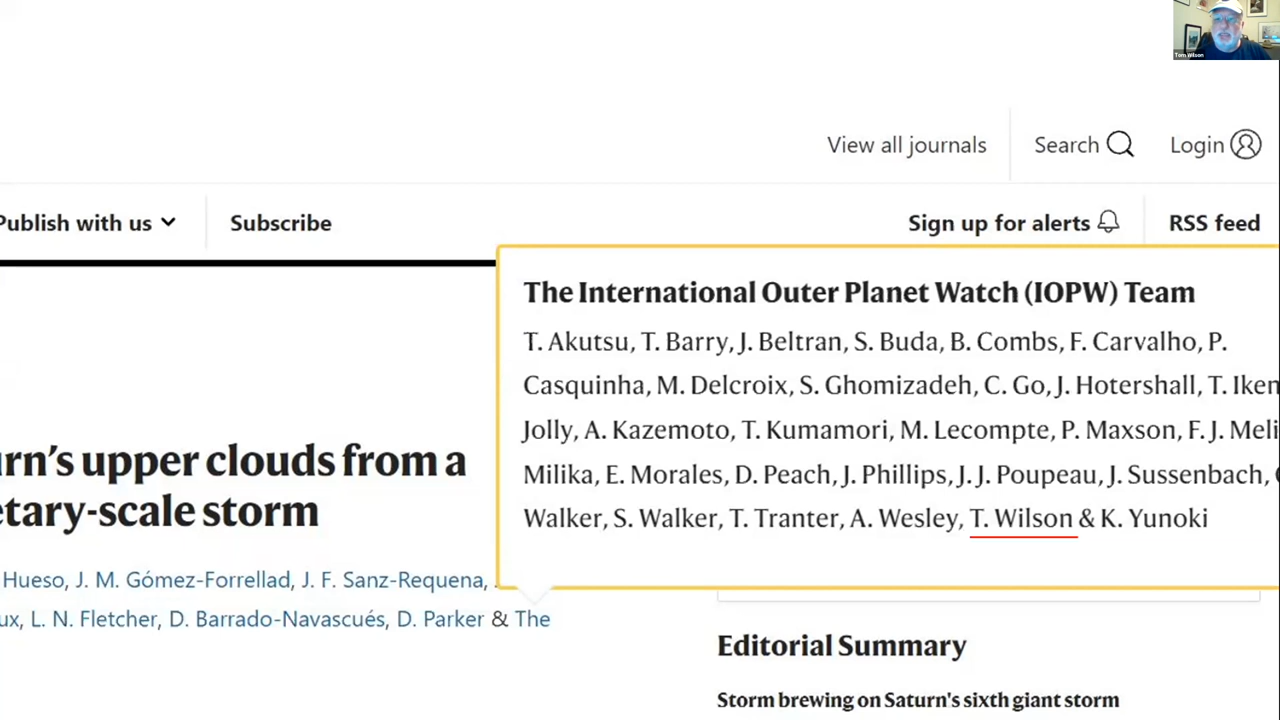 Tom Wilson
View all journals
Search
Login
Publish with us
Subscribe
Sign up for alerts
RSS feed
The International Outer Planet Watch (IOPW) Team
T. Akutsu, T. Barry, J. Beltran, S. Buda, B. Combs, F. Carvalho, P.
Casquinha, M. Delcroix, S. Ghomizadeh, C. Go, J. Hotershall, T. Iken
Jolly, A. Kazemoto, T. Kumamori, M. Lecompte, P. Maxson, F. J. Meli
Milika, E. Morales, D. Peach, J. Phillips, J. J. Poupeau, J. Sussenbach,
Walker, S. Walker, T. Tranter, A. Wesley, T. Wilson & K. Yunoki
rn’s upper clouds from a
etary-scale storm
Hueso, J. M. Gómez-Forrellad, J. F. Sanz-Requena,
ux, L. N. Fletcher, D. Barrado-Navascués, D. Parker & The
Editorial Summary
Storm brewing on Saturn's sixth giant storm